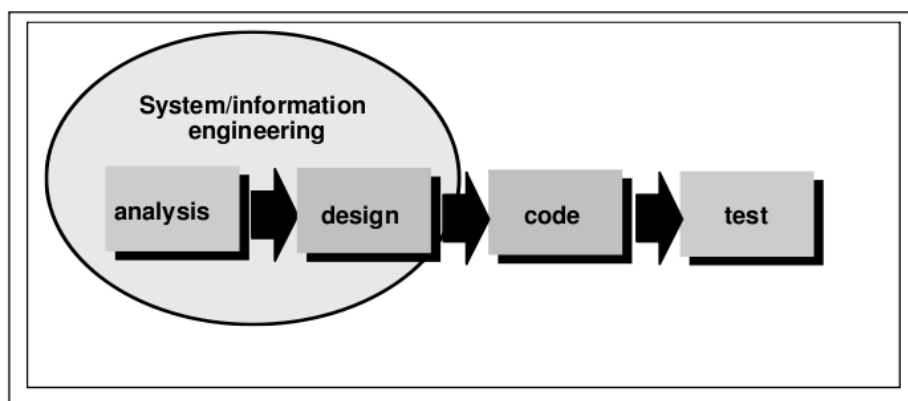 System/information
engineering
analysis
design
code
test